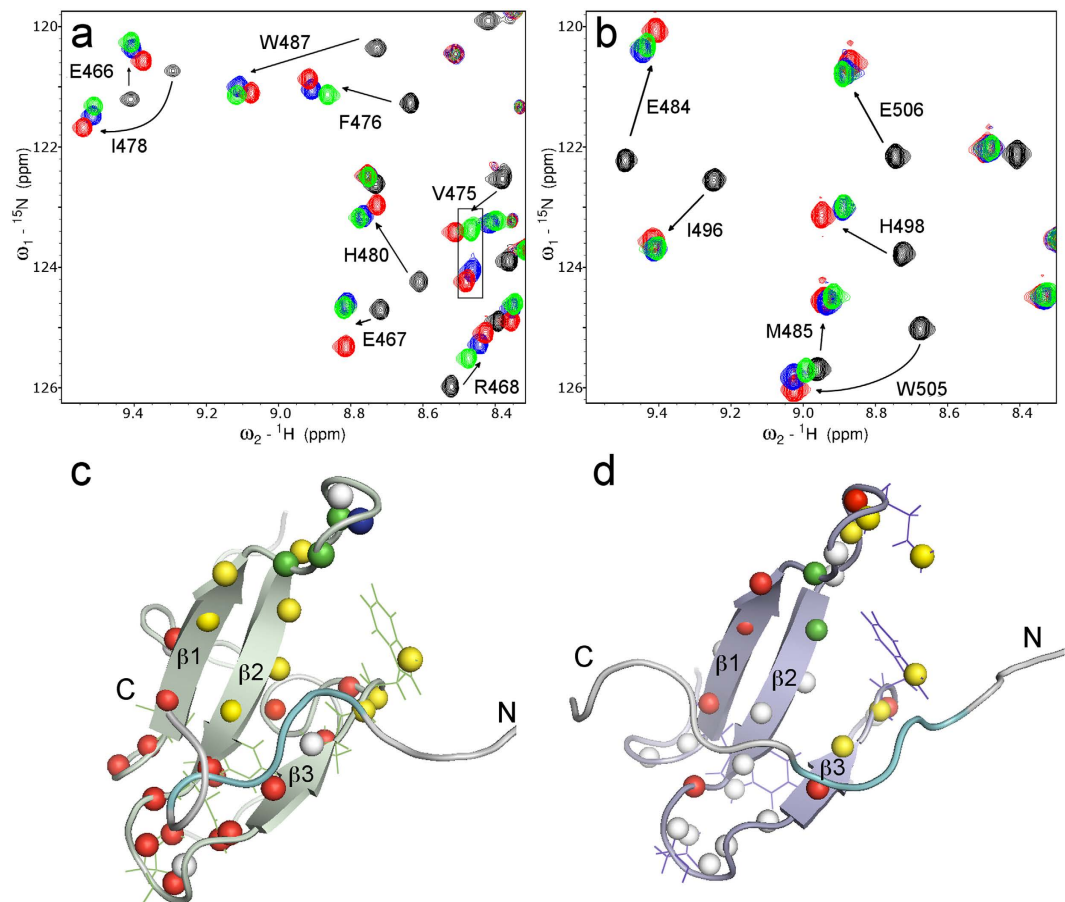 a
120
122
124
126
ω₁ - ¹⁵N (ppm)
W487
E466
F476
I478
V475
H480
E467
R468
9.4 9.2 9.0 8.8 8.6 8.4
ω₂ - ¹H (ppm)
b
120
122
124
126
ω₁ - ¹⁵N (ppm)
E484
E506
I496
H498
M485
W505
9.4 9.2 9.0 8.8 8.6 8.4
ω₂ - ¹H (ppm)
c
β1
β2
C
N
β3
d
β1
β2
C
N
β3